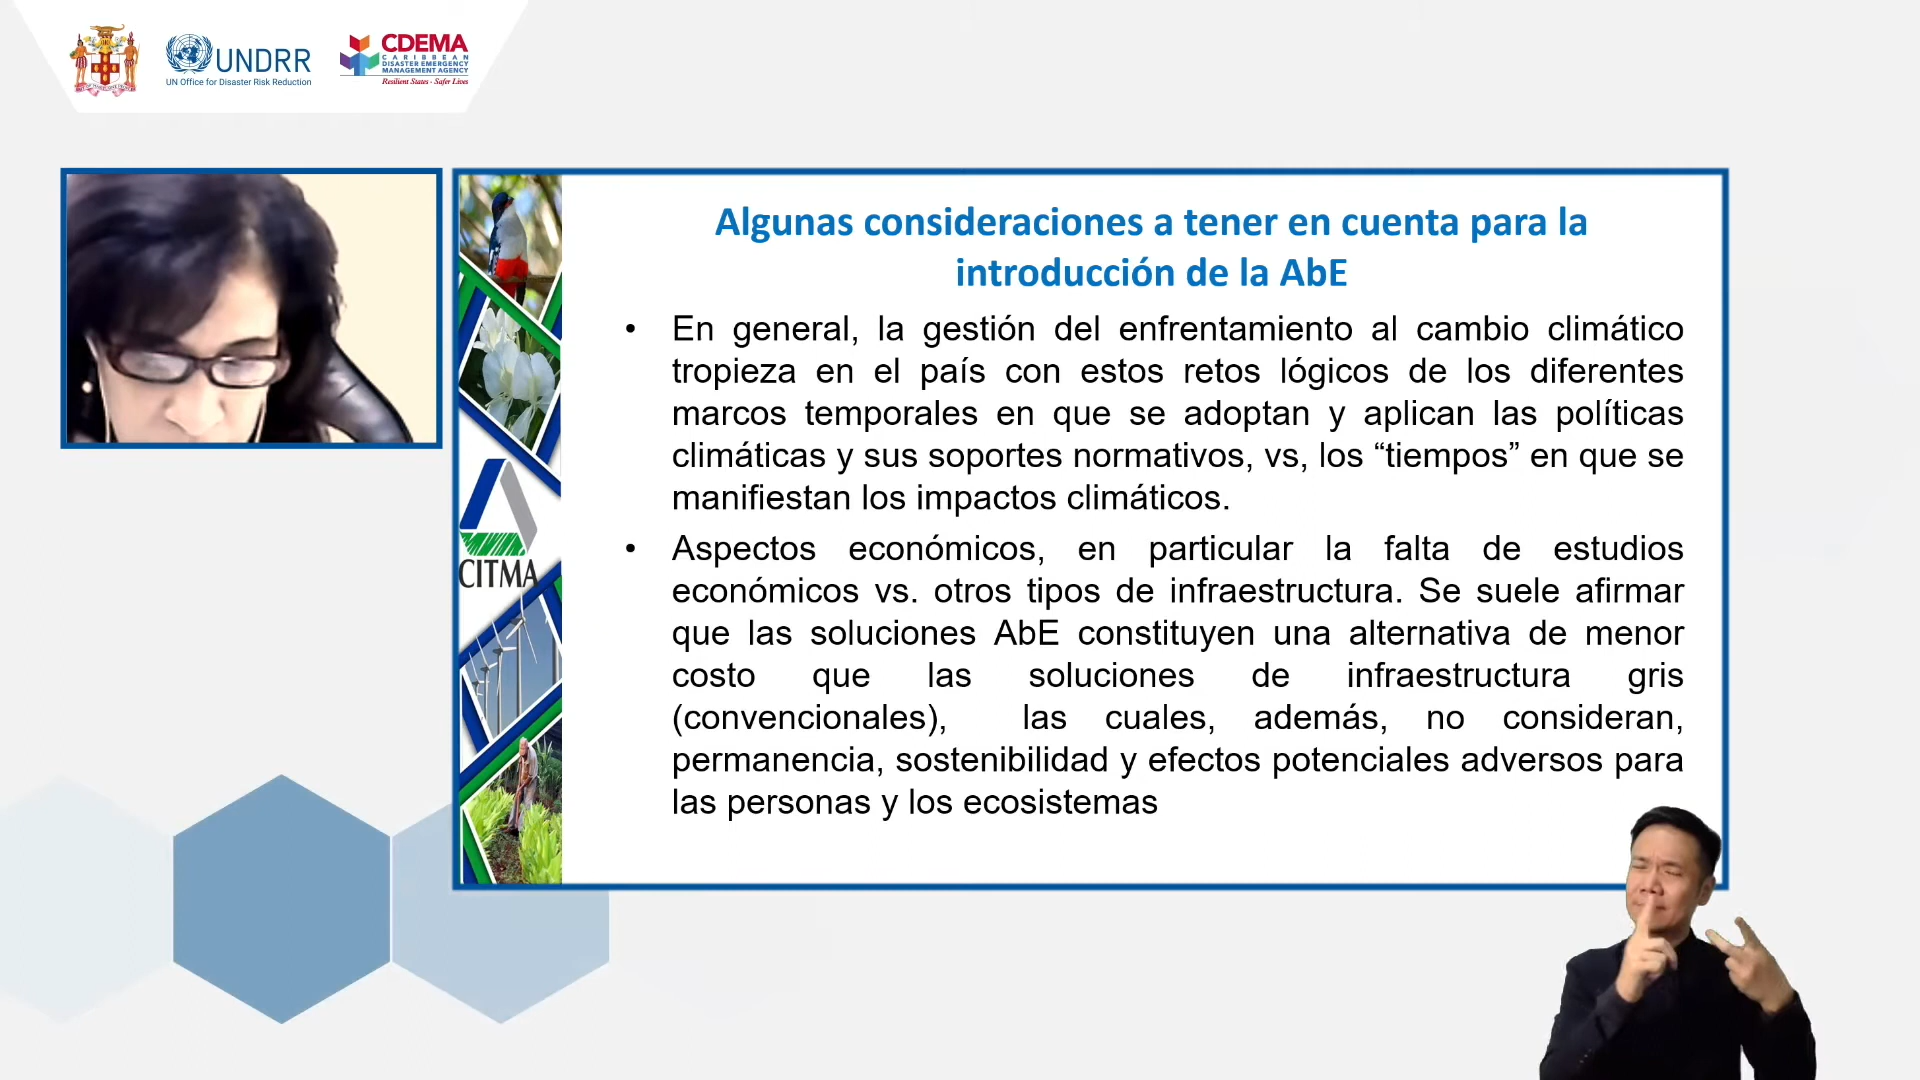 UNDRR
UN Office for Disaster Risk Reduction
CDEMA
CARIBBEAN
DISASTER EMERGENCY
MANAGEMENT AGENCY
Resilient States - Safer Lives
Algunas consideraciones a tener en cuenta para la
introducción de la AbE
• En general, la gestión del enfrentamiento al cambio climático
tropieza en el país con estos retos lógicos de los diferentes
marcos temporales en que se adoptan y aplican las políticas
climáticas y sus soportes normativos, vs, los “tiempos” en que se
manifiestan los impactos climáticos.
• Aspectos económicos, en particular la falta de estudios
económicos vs. otros tipos de infraestructura. Se suele afirmar
que las soluciones AbE constituyen una alternativa de menor
costo que las soluciones de infraestructura gris
(convencionales), las cuales, además, no consideran,
permanencia, sostenibilidad y efectos potenciales adversos para
las personas y los ecosistemas
CITMA